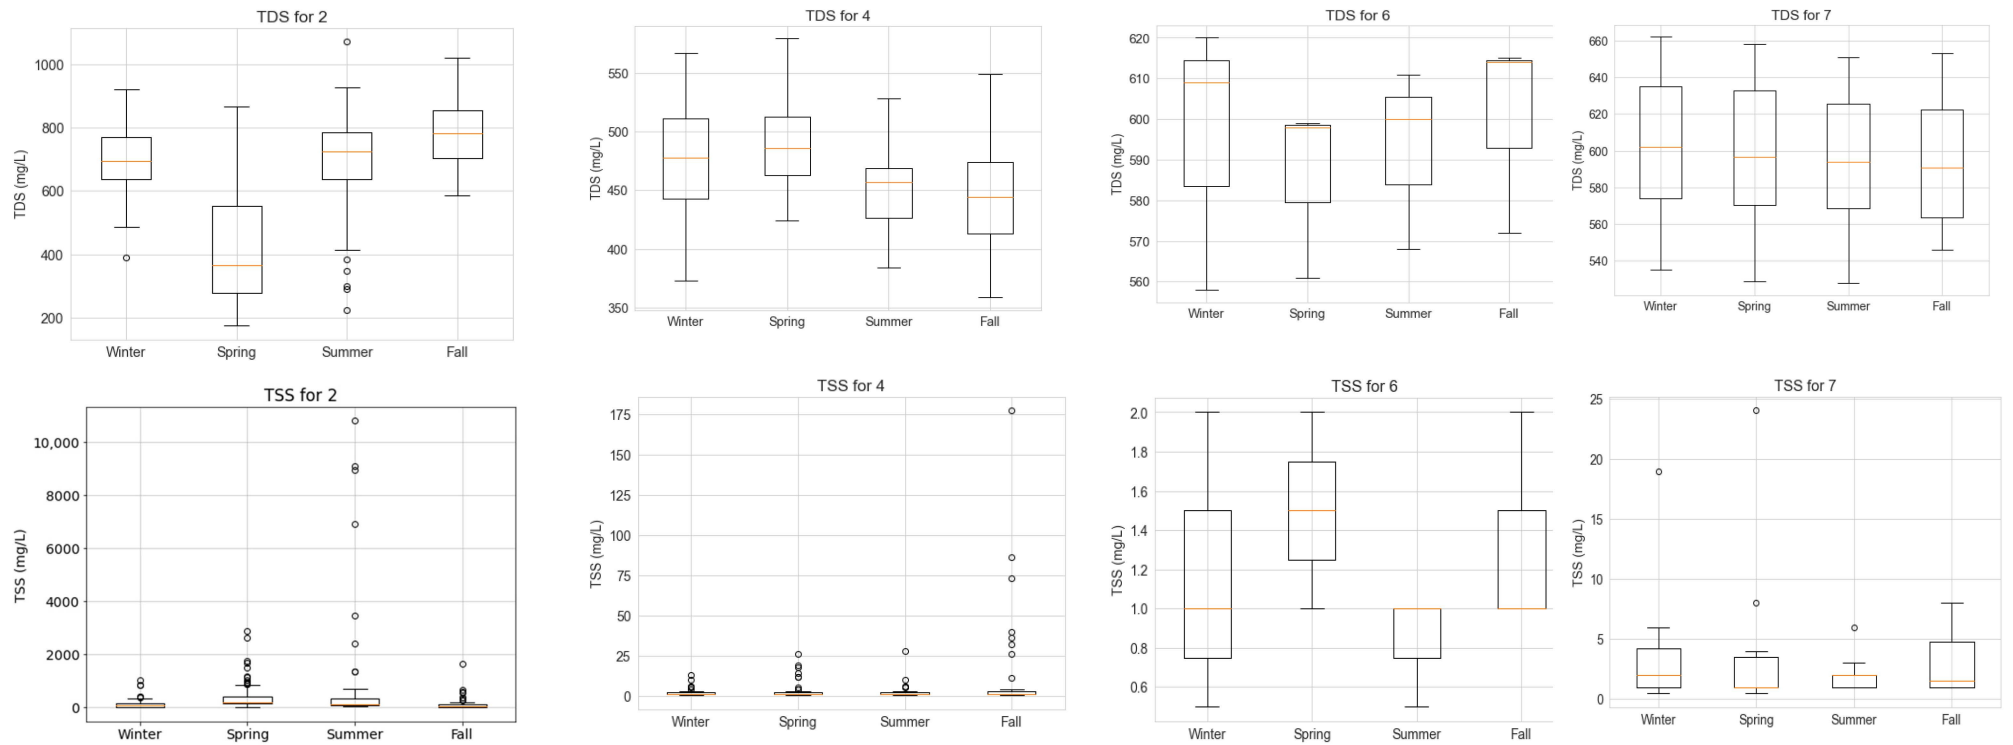 TDS for 2
TDS (mg/L)
1000
800
600
400
200
Winter Spring Summer Fall
TDS for 4
TDS (mg/L)
550
500
450
400
350
Winter Spring Summer Fall
TDS for 6
TDS (mg/L)
620
610
600
590
580
570
560
Winter Spring Summer Fall
TDS for 7
TDS (mg/L)
660
640
620
600
580
560
540
Winter Spring Summer Fall
TSS for 2
TSS (mg/L)
10,000
8000
6000
4000
2000
0
Winter Spring Summer Fall
TSS for 4
TSS (mg/L)
175
150
125
100
75
50
25
0
Winter Spring Summer Fall
TSS for 6
TSS (mg/L)
2.0
1.8
1.6
1.4
1.2
1.0
0.8
0.6
Winter Spring Summer Fall
TSS for 7
TSS (mg/L)
25
20
15
10
5
0
Winter Spring Summer Fall